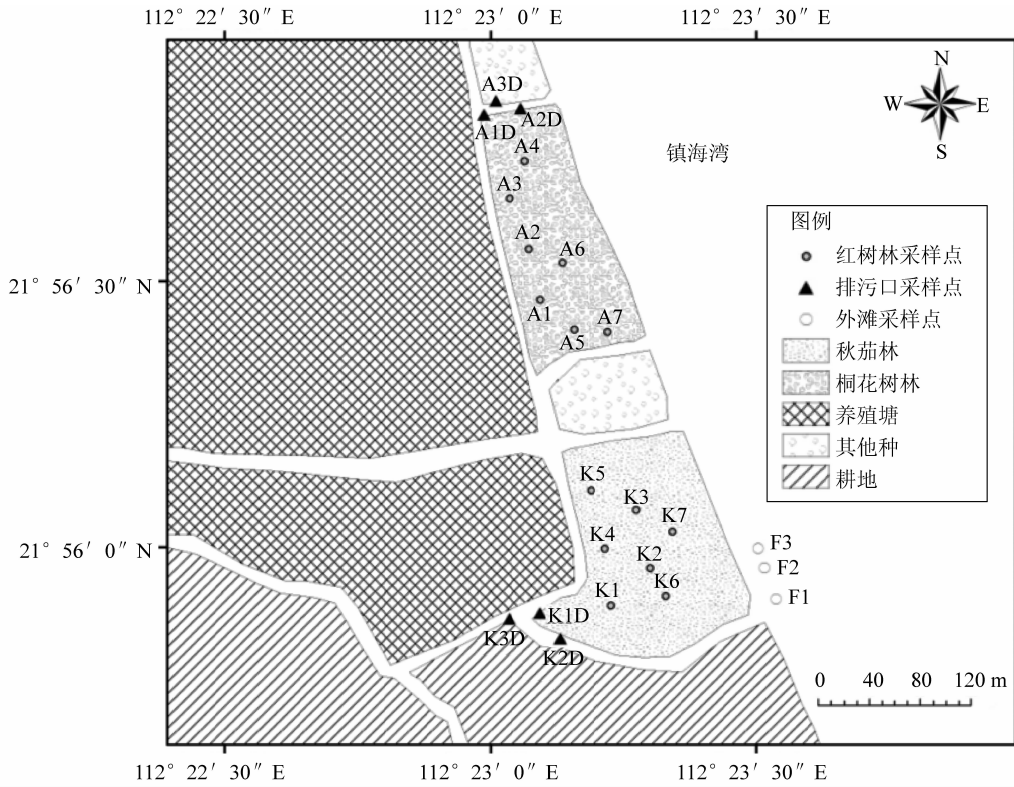 112° 22′ 30″ E
112° 23′ 0″ E
112° 23′ 30″ E
N
W
E
S
镇海湾
A3D
A2D
A1D
A4
A3
A2
A6
A1
A5
A7
21° 56′ 30″ N
图例
红树林采样点
排污口采样点
外滩采样点
秋茄林
桐花树林
养殖塘
其他种
耕地
K5
K3
K7
K4
K2
K6
K1
K1D
K3D
K2D
21° 56′ 0″ N
F3
F2
F1
0 40 80 120 m
112° 22′ 30″ E
112° 23′ 0″ E
112° 23′ 30″ E